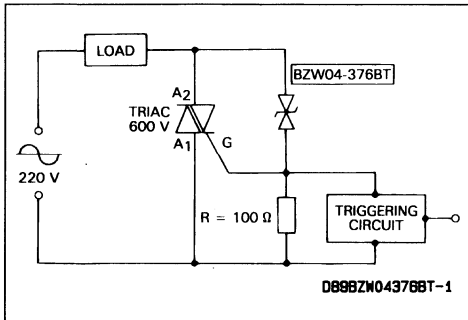 LOAD
BZW04-376BT
A2
TRIAC
600 V
A1
G
220 V
R = 100 Ω
TRIGGERING
CIRCUIT
D89BZW04376BT-1